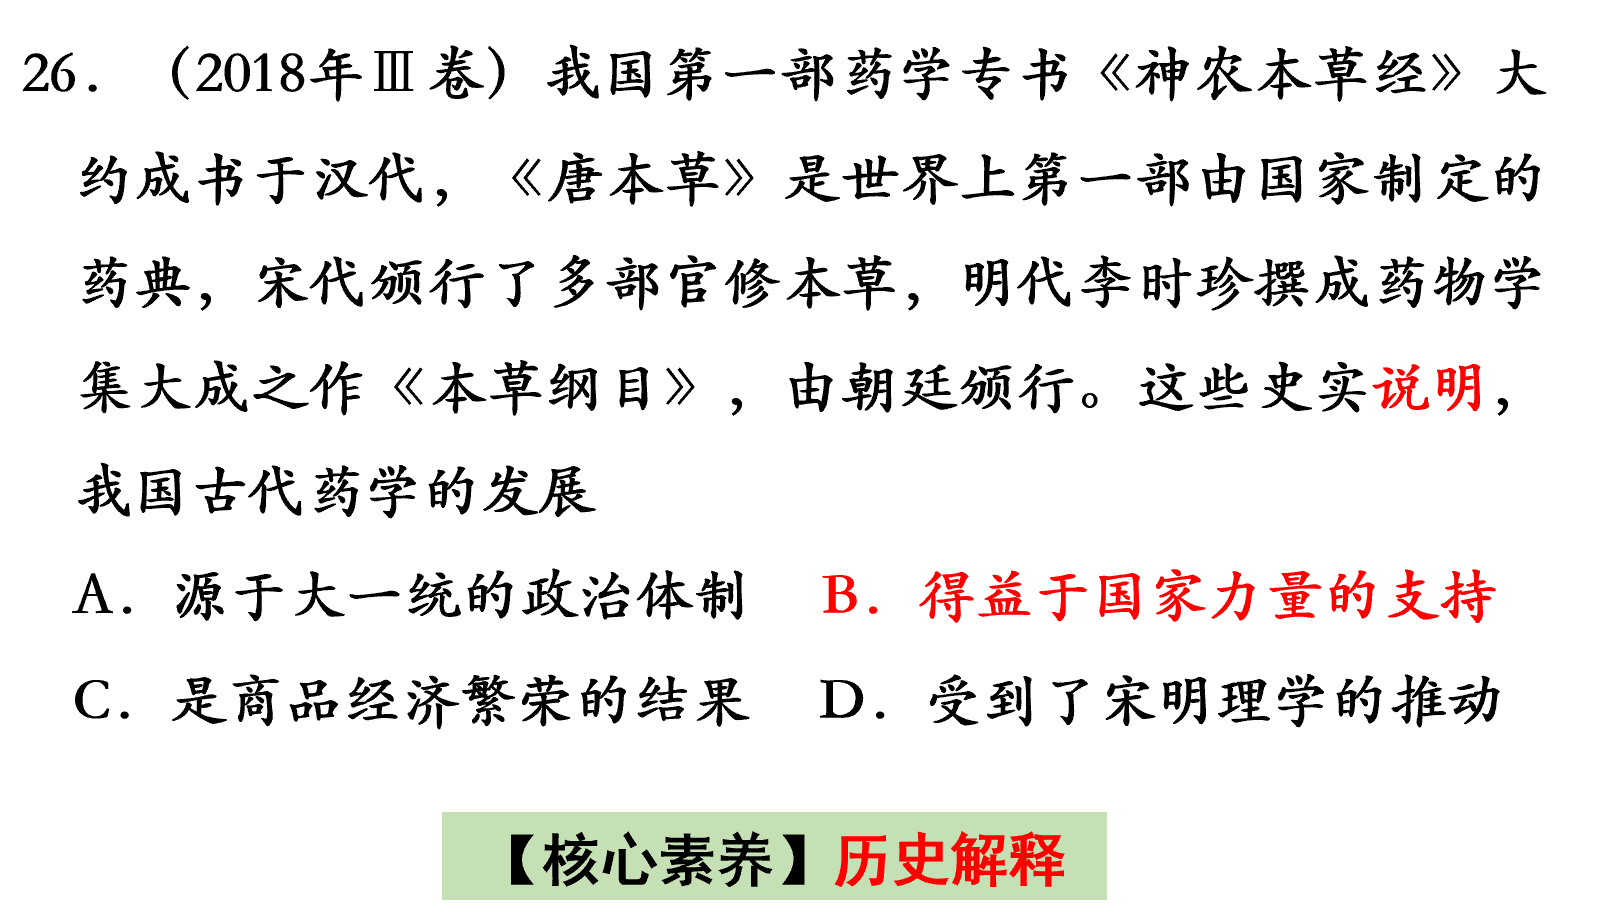 26．（2018年Ⅲ卷）我国第一部药学专书《神农本草经》大
约成书于汉代，《唐本草》是世界上第一部由国家制定的
药典，宋代颁行了多部官修本草，明代李时珍撰成药物学
集大成之作《本草纲目》，由朝廷颁行。这些史实说明，
我国古代药学的发展
A．源于大一统的政治体制 B．得益于国家力量的支持
C．是商品经济繁荣的结果 D．受到了宋明理学的推动
【核心素养】历史解释